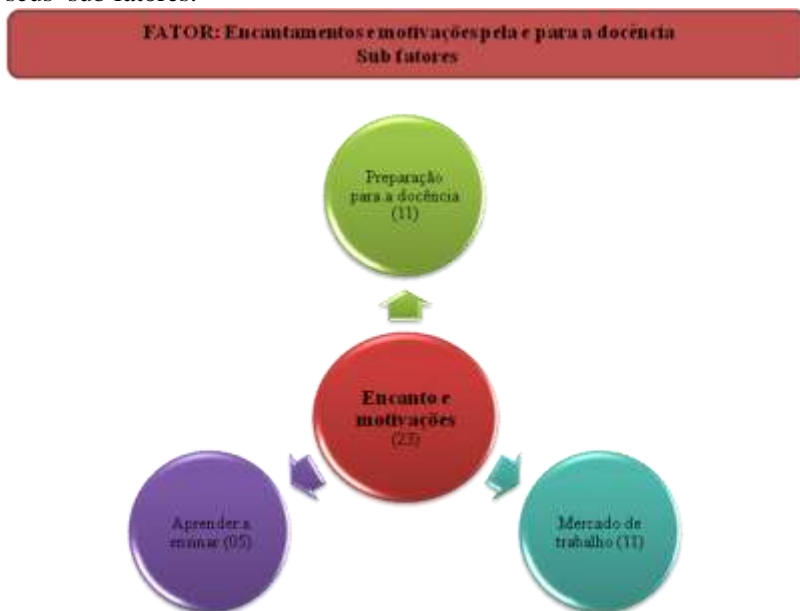 seus sub fatores.
FATOR: Encantamentos e motivações pela e para a docência
Sub fatores
Preparação
para a docência
(11)
Encanto e
motivações
(23)
Aprender a
ensinar (05)
Mercado de
trabalho (11)